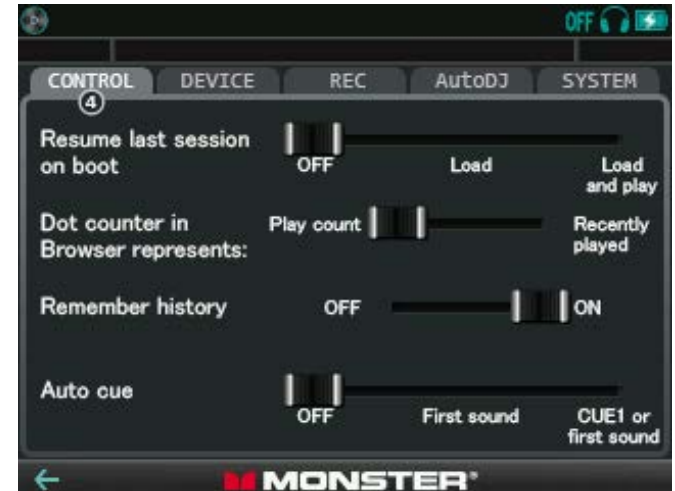 OFF
CONTROL DEVICE REC AutoDJ SYSTEM
4
Resume last session
on boot
OFF Load Load
and play
Dot counter in
Browser represents:
Play count Recently
played
Remember history OFF ON
Auto cue
OFF First sound CUE1 or
first sound
MONSTER